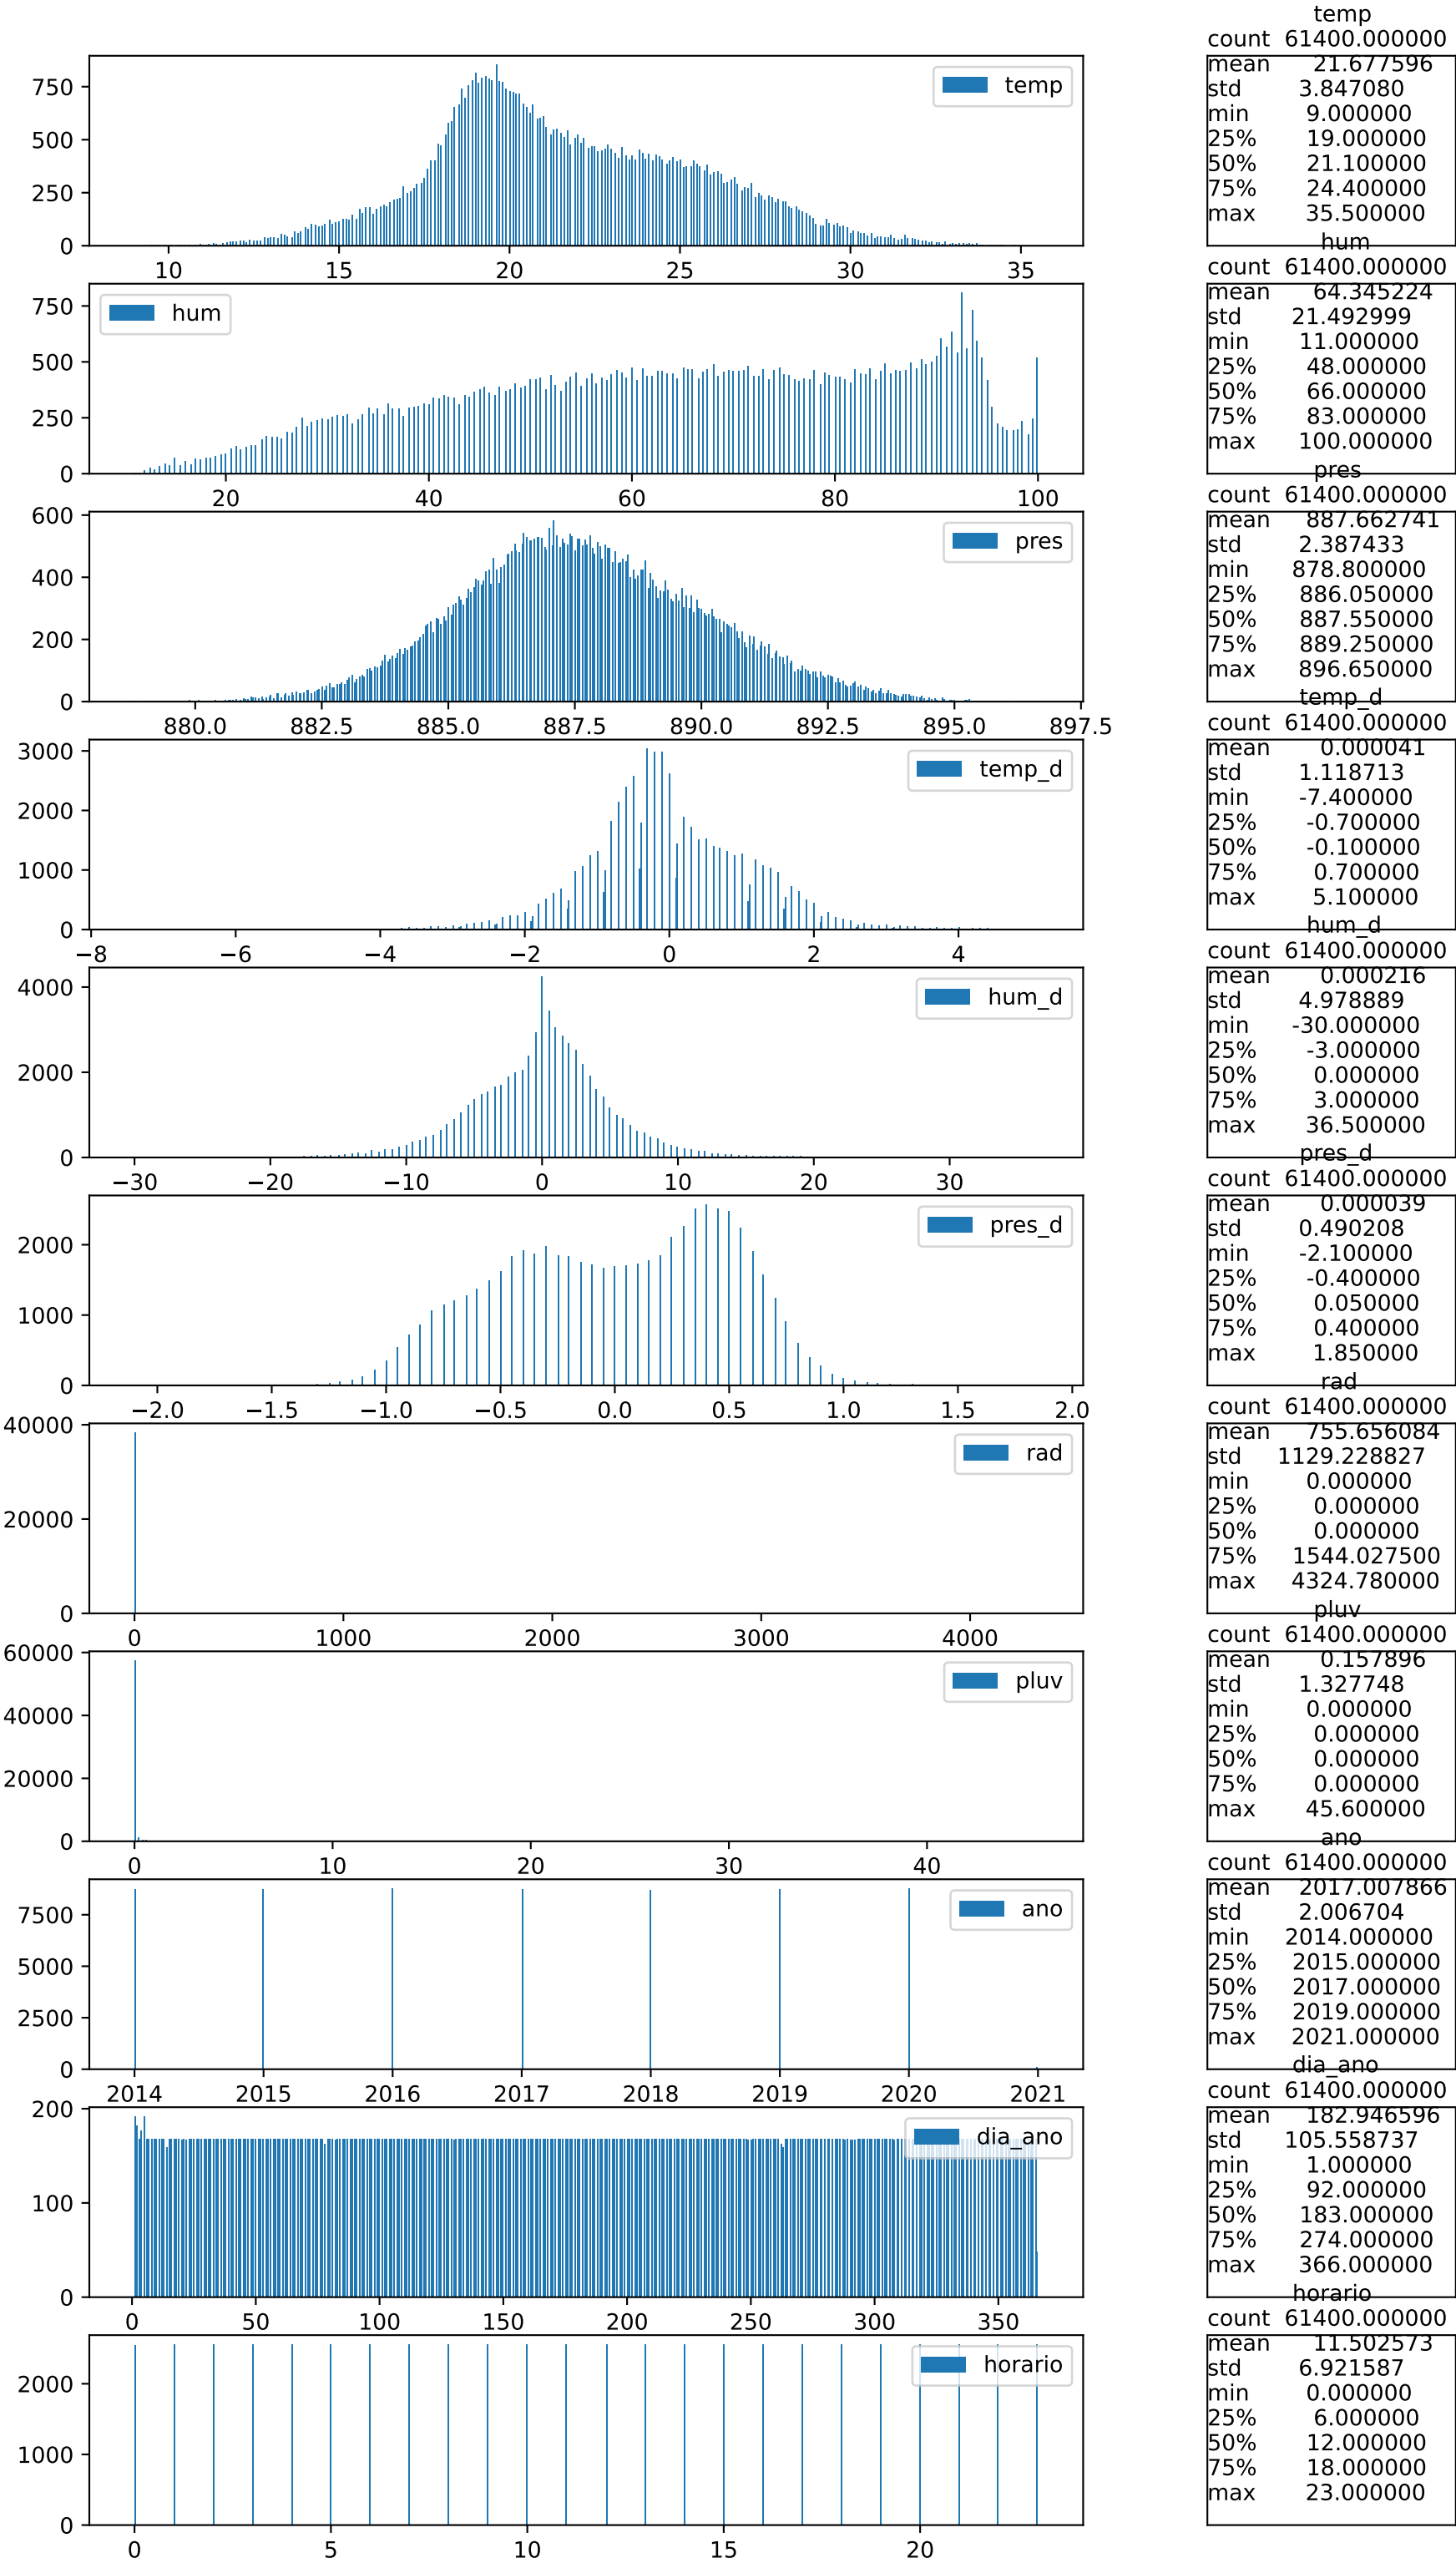 temp
count 61400.000000
mean 21.677596
std 3.847080
min 9.000000
25% 19.000000
50% 21.100000
75% 24.400000
max 35.500000
750
500
250
0
temp
10 15 20 25 30 35
hum
count 61400.000000
mean 64.345224
std 21.492999
min 11.000000
25% 48.000000
50% 66.000000
75% 83.000000
max 100.000000
750
500
250
0
hum
20 40 60 80 100
pres
count 61400.000000
mean 887.662741
std 2.387433
min 878.800000
25% 886.050000
50% 887.550000
75% 889.250000
max 896.650000
600
400
200
0
pres
880.0 882.5 885.0 887.5 890.0 892.5 895.0 897.5
temp_d
count 61400.000000
mean 0.000041
std 1.118713
min -7.400000
25% -0.700000
50% -0.100000
75% 0.700000
max 5.100000
3000
2000
1000
0
temp_d
−8 −6 −4 −2 0 2 4
hum_d
count 61400.000000
mean 0.000216
std 4.978889
min -30.000000
25% -3.000000
50% 0.000000
75% 3.000000
max 36.500000
4000
2000
0
hum_d
−30 −20 −10 0 10 20 30
pres_d
count 61400.000000
mean 0.000039
std 0.490208
min -2.100000
25% -0.400000
50% 0.050000
75% 0.400000
max 1.850000
2000
1000
0
pres_d
−2.0 −1.5 −1.0 −0.5 0.0 0.5 1.0 1.5 2.0
rad
count 61400.000000
mean 755.656084
std 1129.228827
min 0.000000
25% 0.000000
50% 0.000000
75% 1544.027500
max 4324.780000
40000
20000
0
rad
0 1000 2000 3000 4000
pluv
count 61400.000000
mean 0.157896
std 1.327748
min 0.000000
25% 0.000000
50% 0.000000
75% 0.000000
max 45.600000
60000
40000
20000
0
pluv
0 10 20 30 40
ano
count 61400.000000
mean 2017.007866
std 2.006704
min 2014.000000
25% 2015.000000
50% 2017.000000
75% 2019.000000
max 2021.000000
7500
5000
2500
0
ano
2014 2015 2016 2017 2018 2019 2020 2021
dia_ano
count 61400.000000
mean 182.946596
std 105.558737
min 1.000000
25% 92.000000
50% 183.000000
75% 274.000000
max 366.000000
200
100
0
dia_ano
0 50 100 150 200 250 300 350
horario
count 61400.000000
mean 11.502573
std 6.921587
min 0.000000
25% 6.000000
50% 12.000000
75% 18.000000
max 23.000000
2000
1000
0
horario
0 5 10 15 20